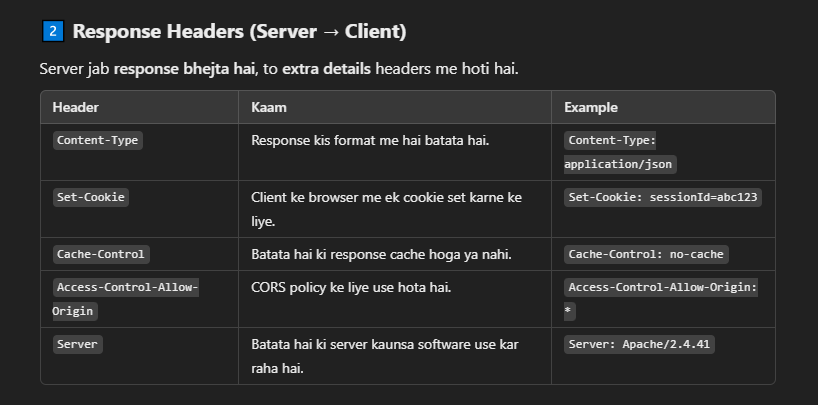 2 Response Headers (Server → Client)
Server jab response bhejta hai, to extra details headers me hoti hai.
Header Kaam Example
Content-Type Response kis format me hai batata hai. Content-Type:
application/json
Set-Cookie Client ke browser me ek cookie set karne ke Set-Cookie: sessionId=abc123
liye.
Cache-Control Batata hai ki response cache hoga ya nahi. Cache-Control: no-cache
Access-Control-Allow- CORS policy ke liye use hota hai. Access-Control-Allow-Origin:
Origin *
Server Batata hai ki server kaunsa software use kar Server: Apache/2.4.41
raha hai.